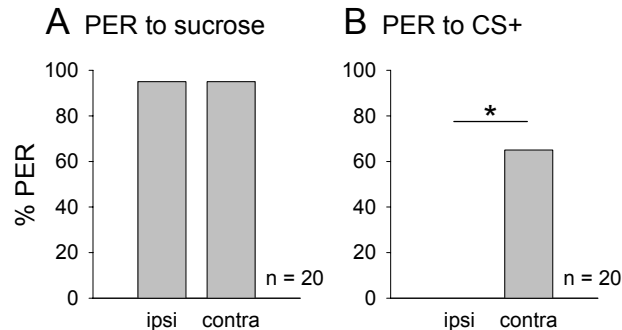 A PER to sucrose
100
80
60
40
20
0
% PER
n = 20
ipsi contra
B PER to CS+
100
80
60
40
20
0
*
n = 20
ipsi contra